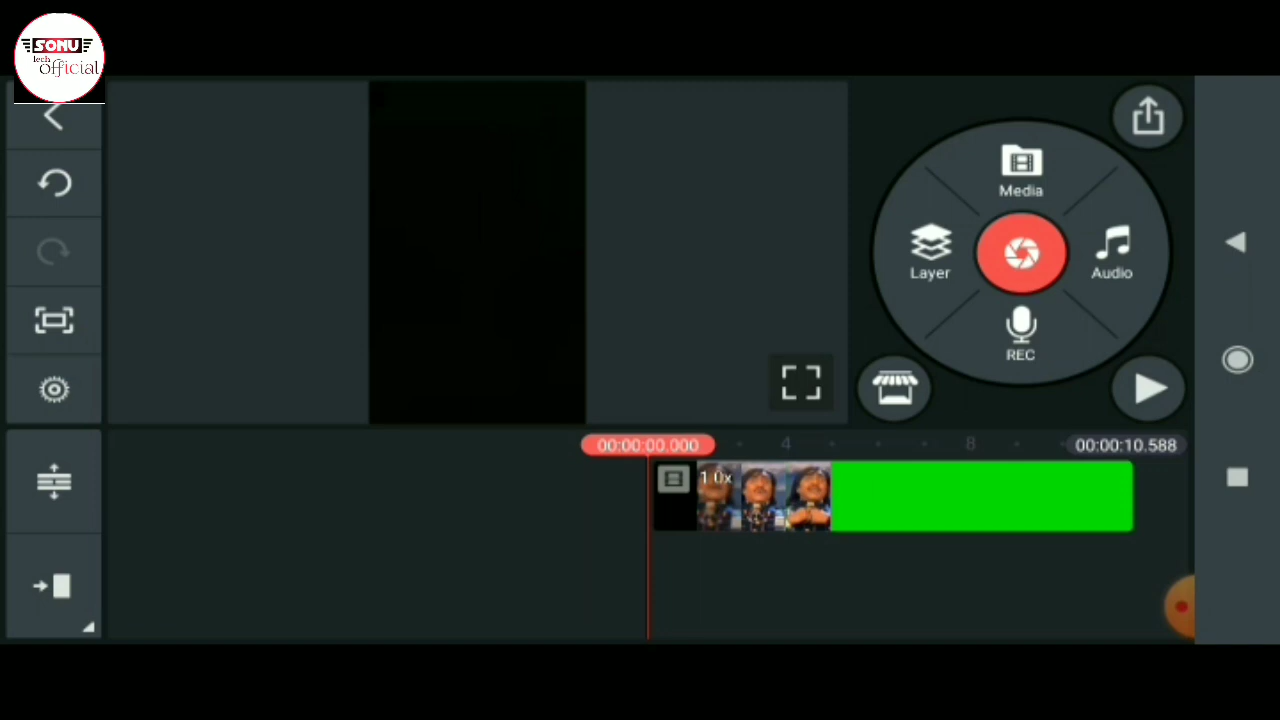 SONU
tech
official
Media
Layer
Audio
REC
00:00:00.000
4
8
00:00:10.588
1.0x